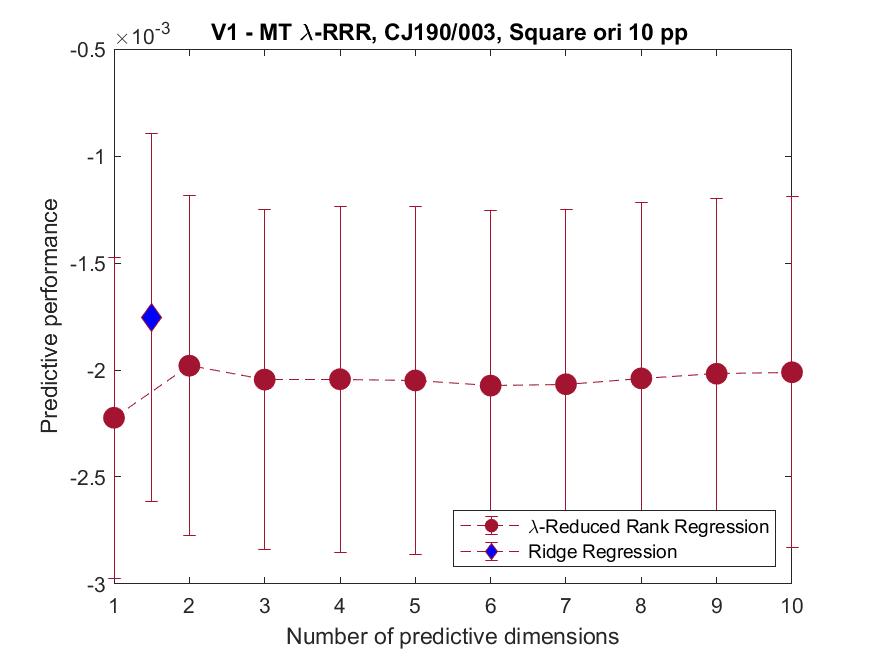 ×10⁻³
V1 - MT λ-RRR, CJ190/003, Square ori 10 pp
-0.5
-1
-1.5
-2
-2.5
-3
Predictive performance
1 2 3 4 5 6 7 8 9 10
Number of predictive dimensions
λ-Reduced Rank Regression
Ridge Regression